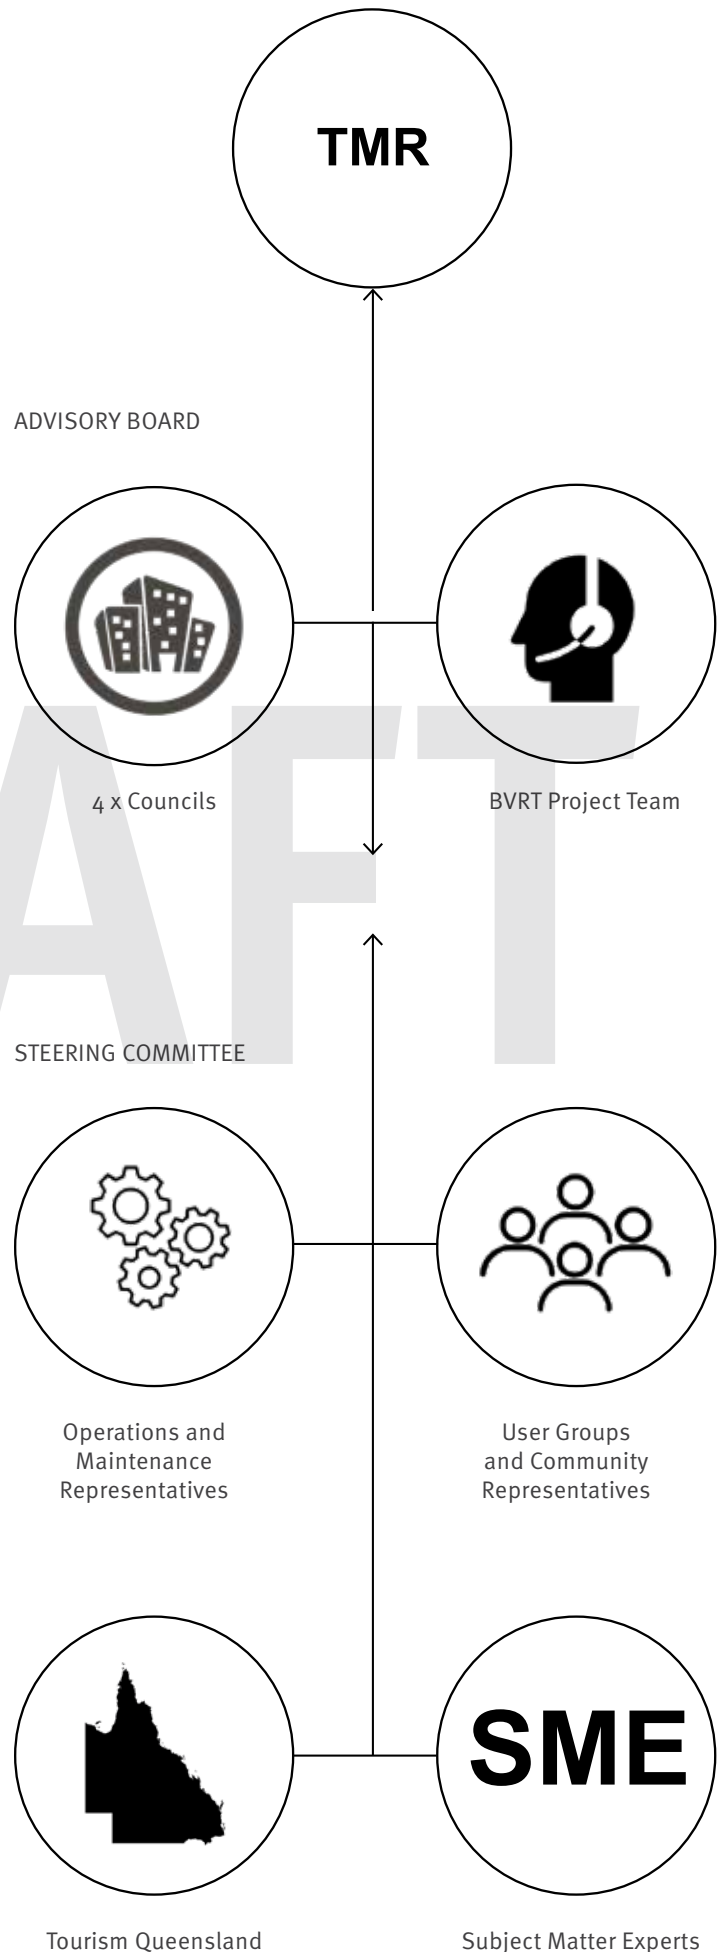 TMR
ADVISORY BOARD
4 x Councils
BVRT Project Team
AFT
STEERING COMMITTEE
Operations and
Maintenance
Representatives
User Groups
and Community
Representatives
SME
Tourism Queensland
Subject Matter Experts